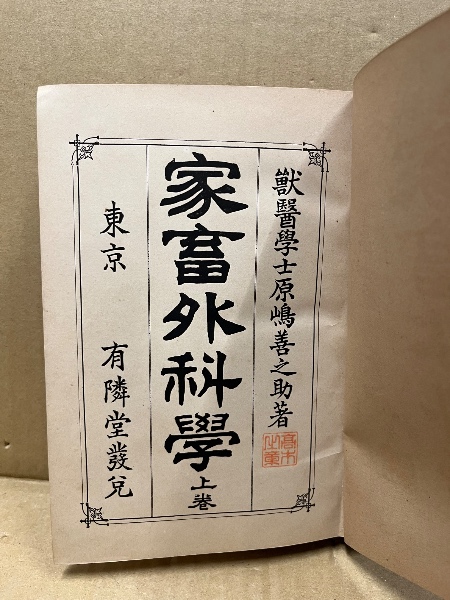 獸醫學士原嶋善之助著
家畜外科學上卷
東京 有隣堂發兌